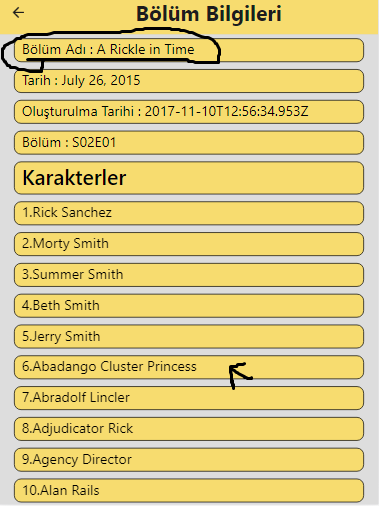 Bölüm Bilgileri
Bölüm Adı : A Rickle in Time
Tarih : July 26, 2015
Oluşturulma Tarihi : 2017-11-10T12:56:34.953Z
Bölüm : S02E01
Karakterler
1.Rick Sanchez
2.Morty Smith
3.Summer Smith
4.Beth Smith
5.Jerry Smith
6.Abadango Cluster Princess
7.Abradolf Lincler
8.Adjudicator Rick
9.Agency Director
10.Alan Rails